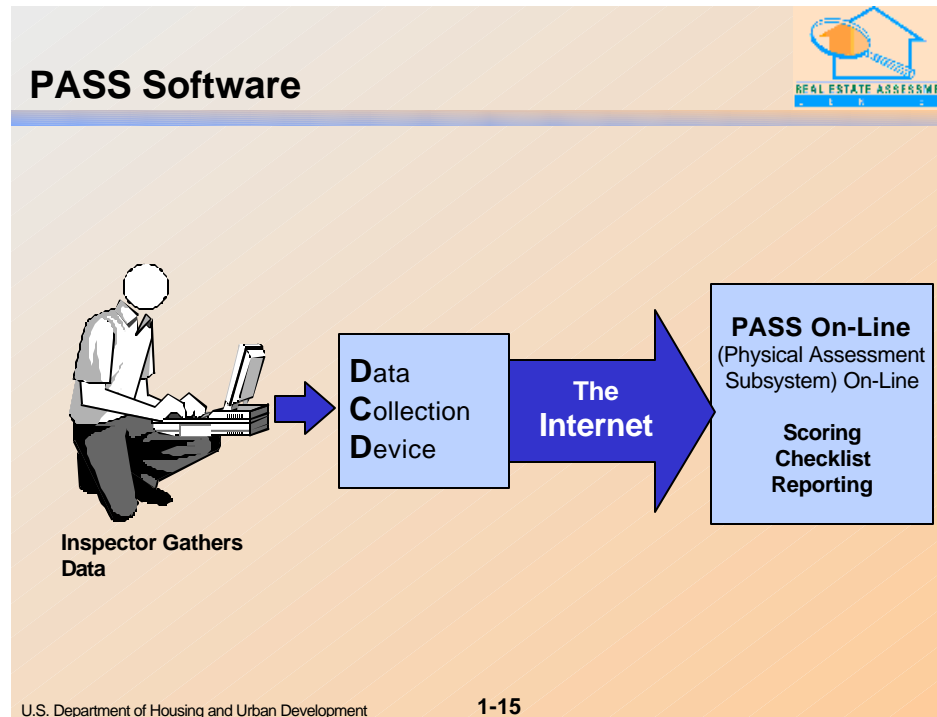 PASS Software
REAL ESTATE ASSESSME
Data
Collection
Device
The
Internet
PASS On-Line
(Physical Assessment
Subsystem) On-Line
Scoring
Checklist
Reporting
Inspector Gathers
Data
U.S. Department of Housing and Urban Development
1-15